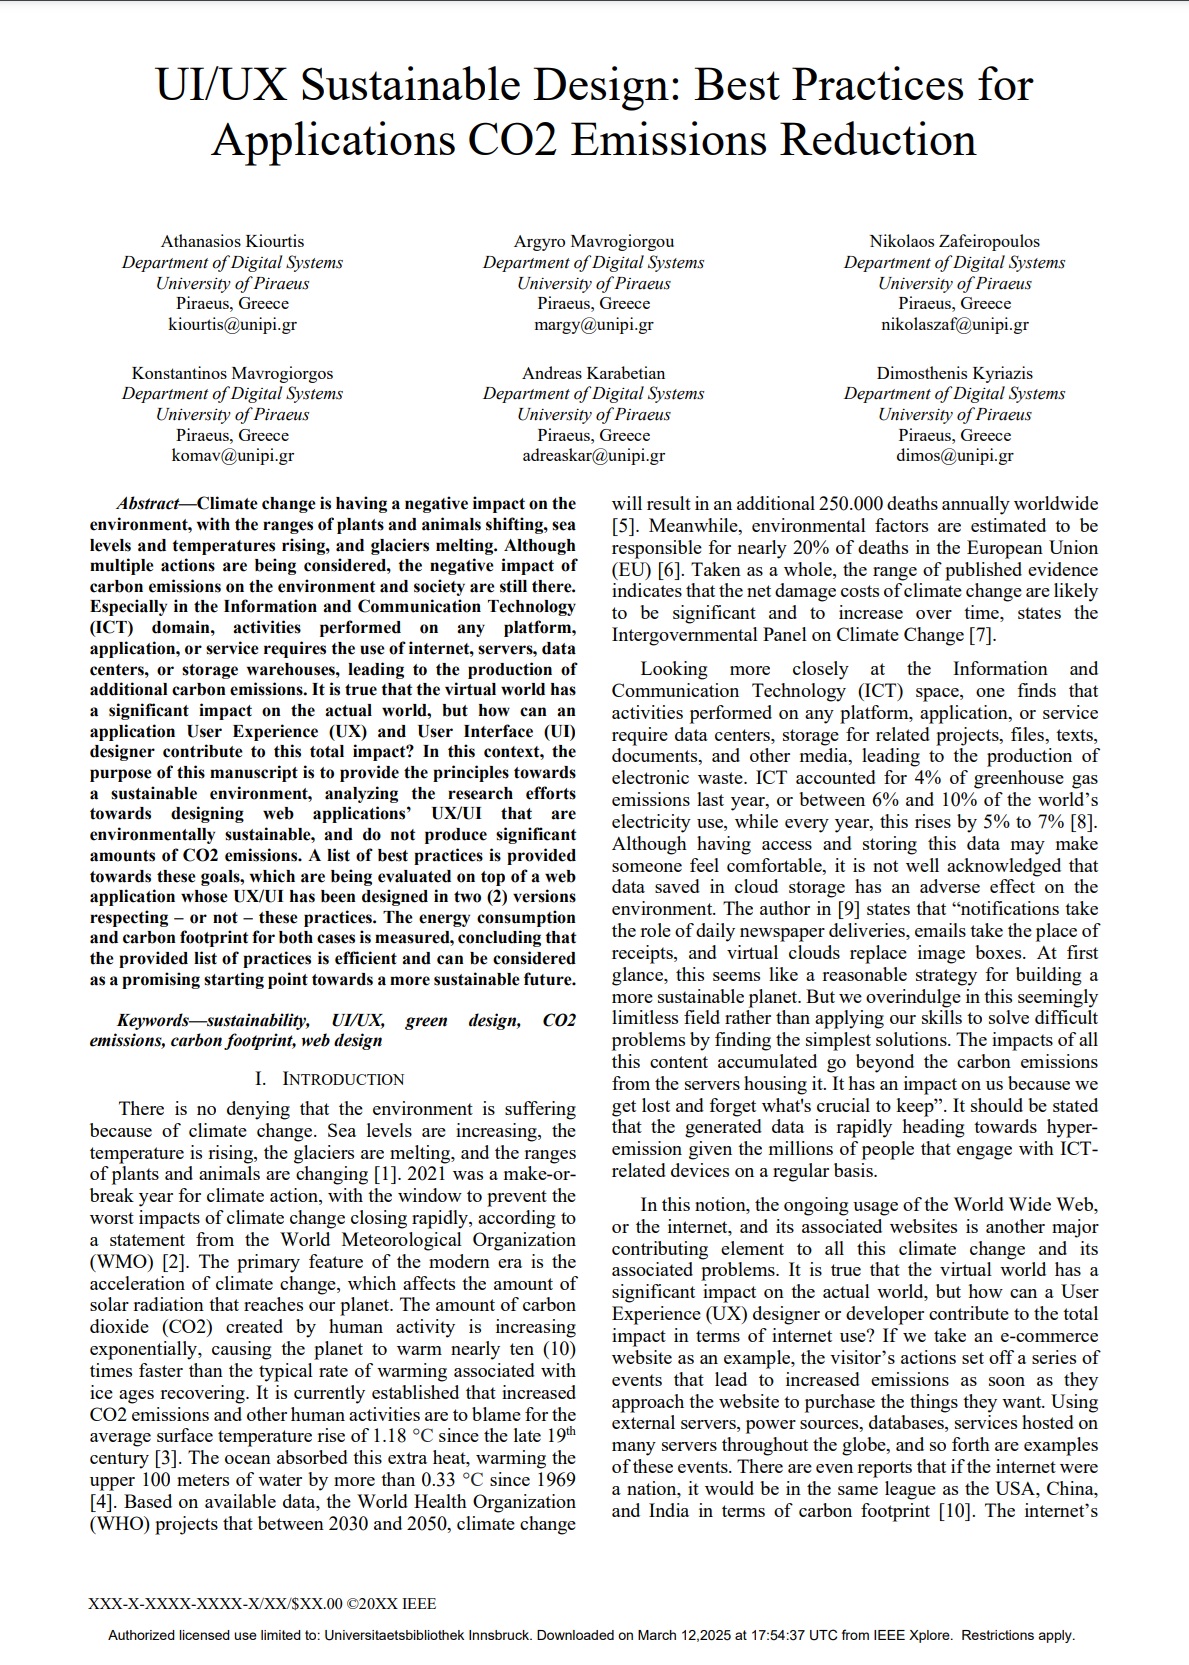 UI/UX Sustainable Design: Best Practices for
Applications CO2 Emissions Reduction
Athanasios Kiourtis
Department of Digital Systems
University of Piraeus
Piraeus, Greece
kiourtis@unipi.gr
Argyro Mavrogiorgou
Department of Digital Systems
University of Piraeus
Piraeus, Greece
margy@unipi.gr
Nikolaos Zafeiropoulos
Department of Digital Systems
University of Piraeus
Piraeus, Greece
nikolaszaf@unipi.gr
Konstantinos Mavrogiorgos
Department of Digital Systems
University of Piraeus
Piraeus, Greece
komav@unipi.gr
Andreas Karabetian
Department of Digital Systems
University of Piraeus
Piraeus, Greece
adreaskar@unipi.gr
Dimosthenis Kyriazis
Department of Digital Systems
University of Piraeus
Piraeus, Greece
dimos@unipi.gr
Abstract—Climate change is having a negative impact on the
environment, with the ranges of plants and animals shifting, sea
levels and temperatures rising, and glaciers melting. Although
multiple actions are being considered, the negative impact of
carbon emissions on the environment and society are still there.
Especially in the Information and Communication Technology
(ICT) domain, activities performed on any platform,
application, or service requires the use of internet, servers, data
centers, or storage warehouses, leading to the production of
additional carbon emissions. It is true that the virtual world has
a significant impact on the actual world, but how can an
application User Experience (UX) and User Interface (UI)
designer contribute to this total impact? In this context, the
purpose of this manuscript is to provide the principles towards
a sustainable environment, analyzing the research efforts
towards designing web applications’ UX/UI that are
environmentally sustainable, and do not produce significant
amounts of CO2 emissions. A list of best practices is provided
towards these goals, which are being evaluated on top of a web
application whose UX/UI has been designed in two (2) versions
respecting – or not – these practices. The energy consumption
and carbon footprint for both cases is measured, concluding that
the provided list of practices is efficient and can be considered
as a promising starting point towards a more sustainable future.
Keywords—sustainability, UI/UX, green design, CO2
emissions, carbon footprint, web design
I. INTRODUCTION
There is no denying that the environment is suffering
because of climate change. Sea levels are increasing, the
temperature is rising, the glaciers are melting, and the ranges
of plants and animals are changing [1]. 2021 was a make-or-
break year for climate action, with the window to prevent the
worst impacts of climate change closing rapidly, according to
a statement from the World Meteorological Organization
(WMO) [2]. The primary feature of the modern era is the
acceleration of climate change, which affects the amount of
solar radiation that reaches our planet. The amount of carbon
dioxide (CO2) created by human activity is increasing
exponentially, causing the planet to warm nearly ten (10)
times faster than the typical rate of warming associated with
ice ages recovering. It is currently established that increased
CO2 emissions and other human activities are to blame for the
average surface temperature rise of 1.18 °C since the late 19th
century [3]. The ocean absorbed this extra heat, warming the
upper 100 meters of water by more than 0.33 °C since 1969
[4]. Based on available data, the World Health Organization
(WHO) projects that between 2030 and 2050, climate change
will result in an additional 250.000 deaths annually worldwide
[5]. Meanwhile, environmental factors are estimated to be
responsible for nearly 20% of deaths in the European Union
(EU) [6]. Taken as a whole, the range of published evidence
indicates that the net damage costs of climate change are likely
to be significant and to increase over time, states the
Intergovernmental Panel on Climate Change [7].
Looking more closely at the Information and
Communication Technology (ICT) space, one finds that
activities performed on any platform, application, or service
require data centers, storage for related projects, files, texts,
documents, and other media, leading to the production of
electronic waste. ICT accounted for 4% of greenhouse gas
emissions last year, or between 6% and 10% of the world’s
electricity use, while every year, this rises by 5% to 7% [8].
Although having access and storing this data may make
someone feel comfortable, it is not well acknowledged that
data saved in cloud storage has an adverse effect on the
environment. The author in [9] states that “notifications take
the role of daily newspaper deliveries, emails take the place of
receipts, and virtual clouds replace image boxes. At first
glance, this seems like a reasonable strategy for building a
more sustainable planet. But we overindulge in this seemingly
limitless field rather than applying our skills to solve difficult
problems by finding the simplest solutions. The impacts of all
this content accumulated go beyond the carbon emissions
from the servers housing it. It has an impact on us because we
get lost and forget what's crucial to keep”. It should be stated
that the generated data is rapidly heading towards hyper-
emission given the millions of people that engage with ICT-
related devices on a regular basis.
In this notion, the ongoing usage of the World Wide Web,
or the internet, and its associated websites is another major
contributing element to all this climate change and its
associated problems. It is true that the virtual world has a
significant impact on the actual world, but how can a User
Experience (UX) designer or developer contribute to the total
impact in terms of internet use? If we take an e-commerce
website as an example, the visitor’s actions set off a series of
events that lead to increased emissions as soon as they
approach the website to purchase the things they want. Using
external servers, power sources, databases, services hosted on
many servers throughout the globe, and so forth are examples
of these events. There are even reports that if the internet were
a nation, it would be in the same league as the USA, China,
and India in terms of carbon footprint [10]. The internet’s
XXX-X-XXXX-XXXX-X/XX/$XX.00 ©20XX IEEE
Authorized licensed use limited to: Universitaetsbibliothek Innsbruck. Downloaded on March 12,2025 at 17:54:37 UTC from IEEE Xplore. Restrictions apply.